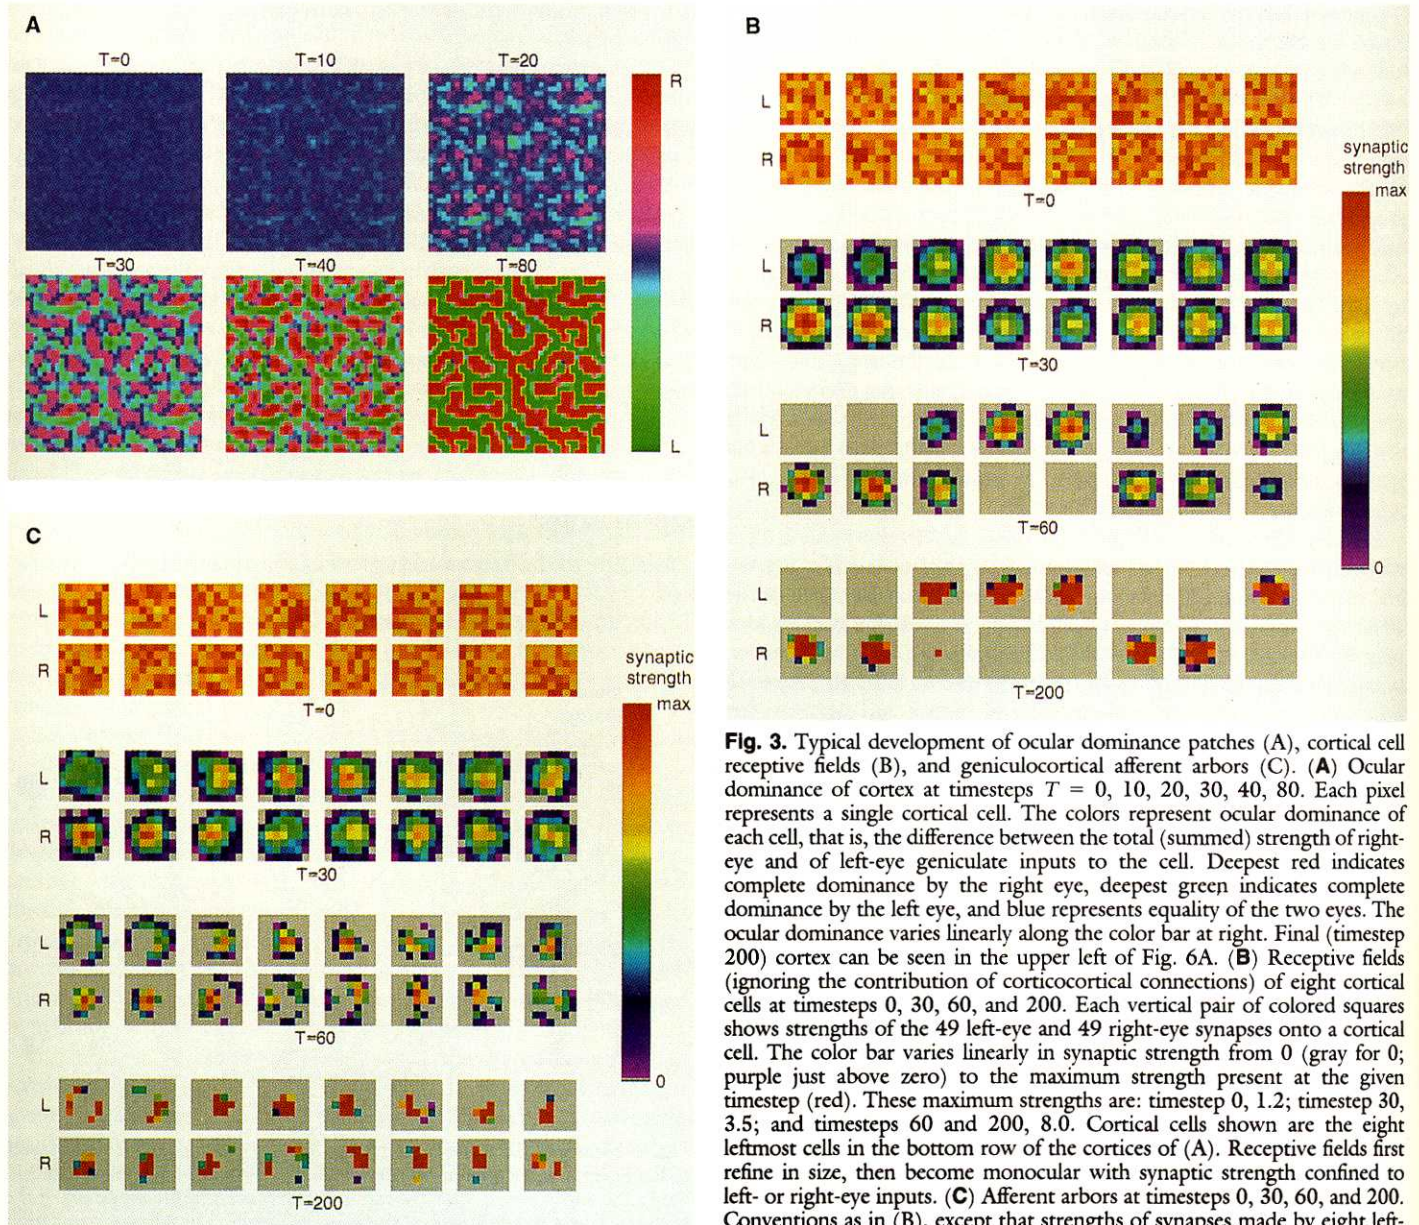 A
T=0 T=10 T=20
R
T=30 T=40 T=80
L
B
L
R
T=0
synaptic
strength
max
L
R
T=30
L
R
T=60
0
L
R
T=200
C
L
R
T=0
synaptic
strength
max
L
R
T=30
L
R
T=60
0
L
R
T=200
Fig. 3. Typical development of ocular dominance patches (A), cortical cell
receptive fields (B), and geniculocortical afferent arbors (C). (A) Ocular
dominance of cortex at timesteps T = 0, 10, 20, 30, 40, 80. Each pixel
represents a single cortical cell. The colors represent ocular dominance of
each cell, that is, the difference between the total (summed) strength of right-
eye and of left-eye geniculate inputs to the cell. Deepest red indicates
complete dominance by the right eye, deepest green indicates complete
dominance by the left eye, and blue represents equality of the two eyes. The
ocular dominance varies linearly along the color bar at right. Final (timestep
200) cortex can be seen in the upper left of Fig. 6A. (B) Receptive fields
(ignoring the contribution of corticocortical connections) of eight cortical
cells at timesteps 0, 30, 60, and 200. Each vertical pair of colored squares
shows strengths of the 49 left-eye and 49 right-eye synapses onto a cortical
cell. The color bar varies linearly in synaptic strength from 0 (gray for 0;
purple just above zero) to the maximum strength present at the given
timestep (red). These maximum strengths are: timestep 0, 1.2; timestep 30,
3.5; and timesteps 60 and 200, 8.0. Cortical cells shown are the eight
leftmost cells in the bottom row of the cortices of (A). Receptive fields first
refine in size, then become monocular with synaptic strength confined to
left- or right-eye inputs. (C) Afferent arbors at timesteps 0, 30, 60, and 200.
Conventions as in (B), except that strengths of synapses made by eight left-